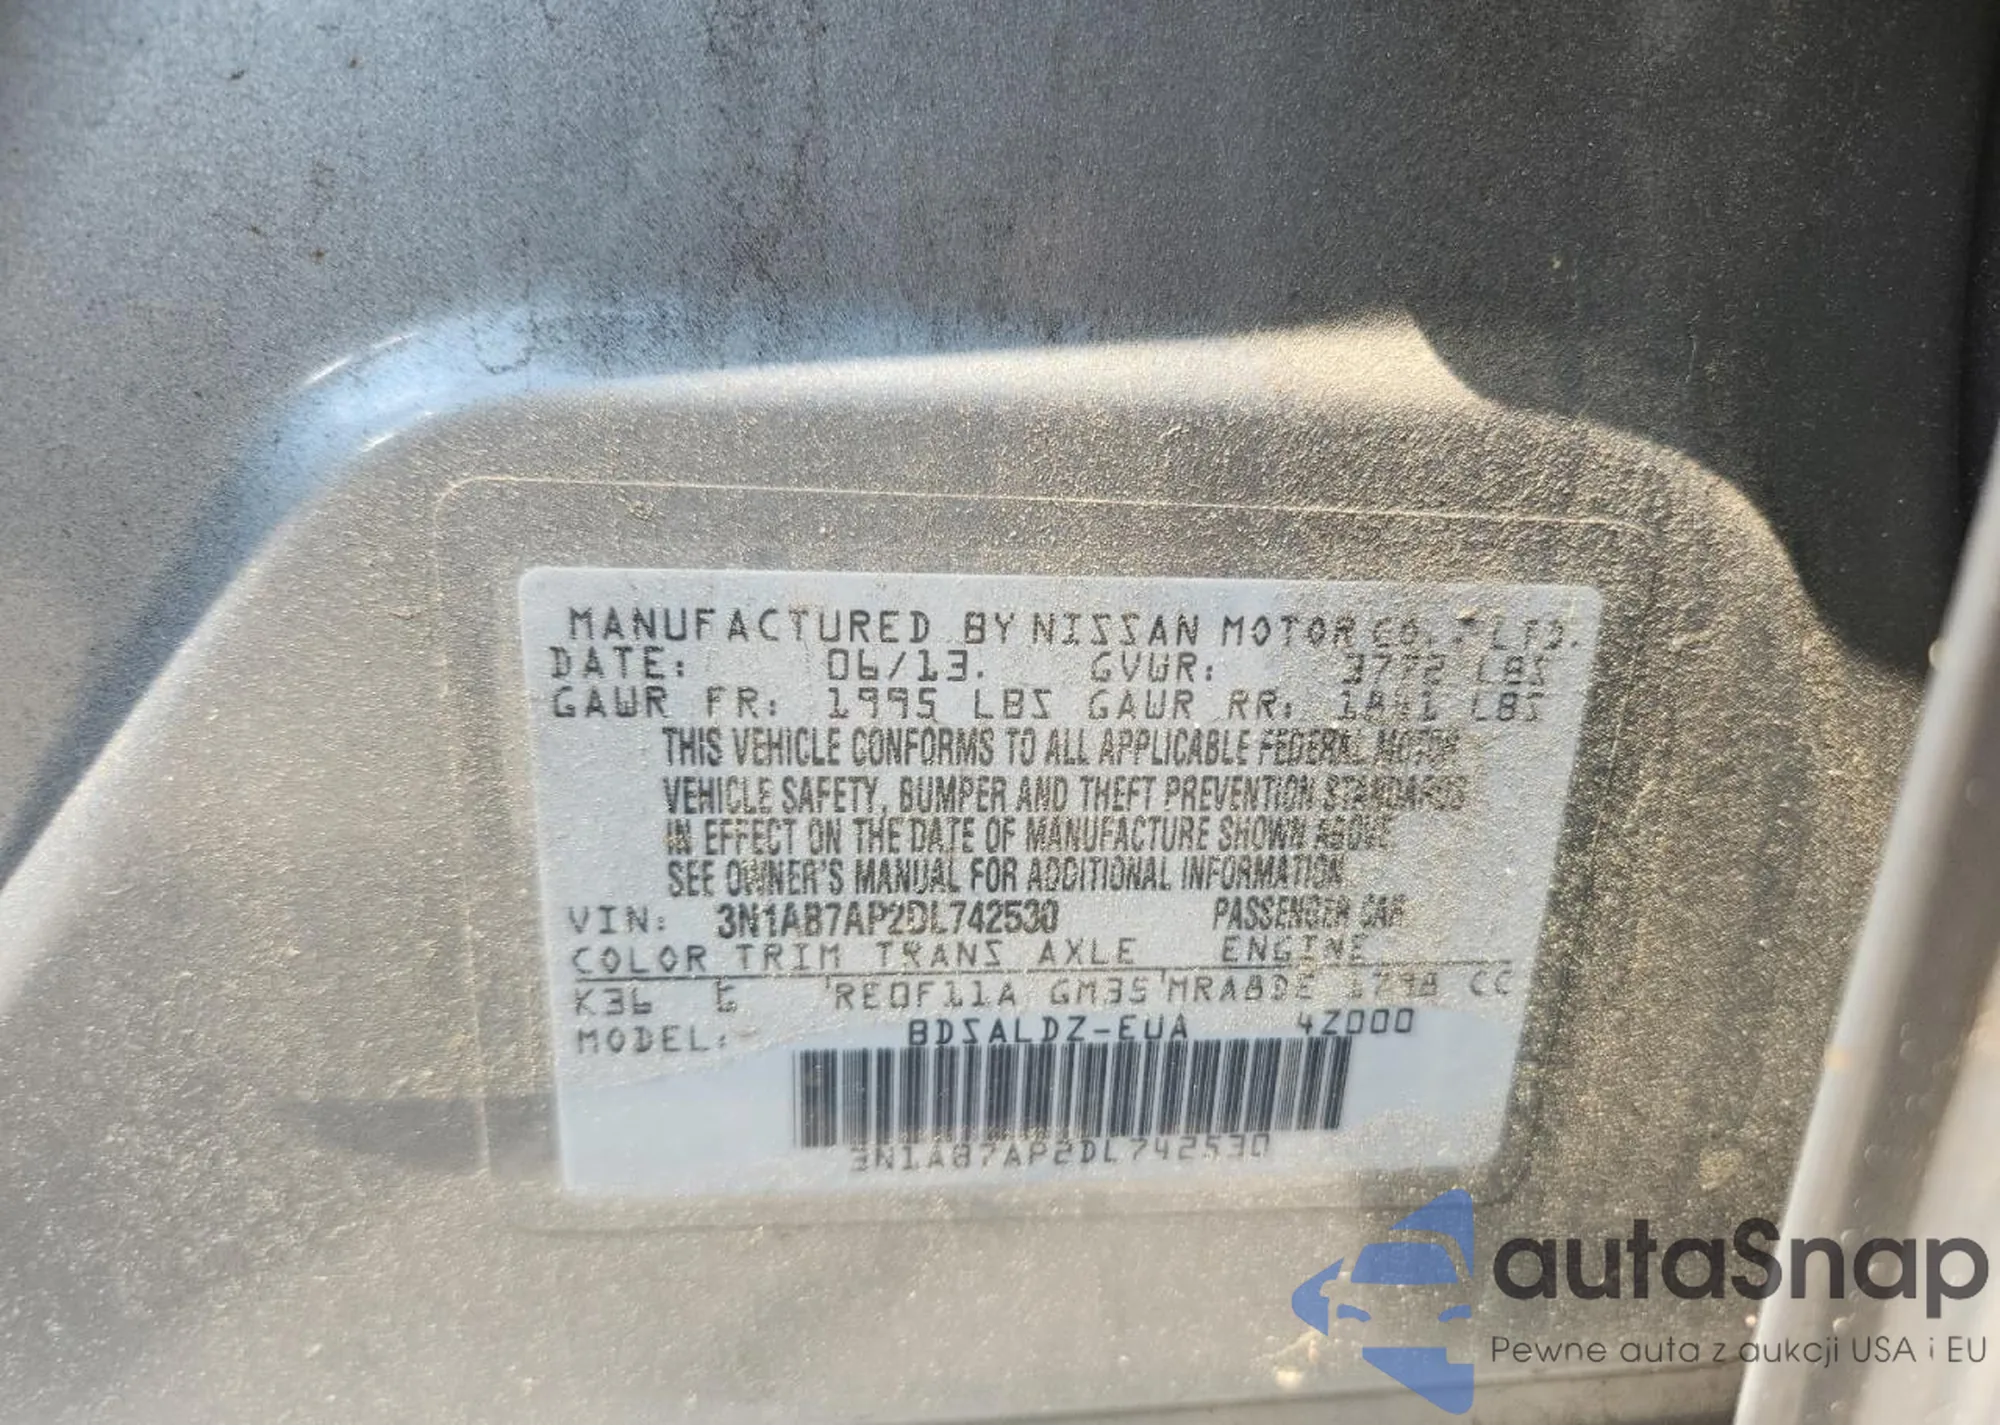 MANUFACTURED BY NISSAN MOTOR CO., LTD.
DATE: 06/13. GVWR: 3772 LBS
GAWR FR: 1995 LBS GAWR RR: 1841 LBS
THIS VEHICLE CONFORMS TO ALL APPLICABLE FEDERAL MOTOR
VEHICLE SAFETY, BUMPER AND THEFT PREVENTION STANDARDS
IN EFFECT ON THE DATE OF MANUFACTURE SHOWN ABOVE
SEE OWNER'S MANUAL FOR ADDITIONAL INFORMATION
VIN: 3N1AB7AP2DL742530 PASSENGER CAR
COLOR TRIM TRANS AXLE ENGINE
K36 RE0F11A GM35 MRA8DE 1798 CC
MODEL: BDSALDZ-EUA 4Z000
3N1AB7AP2DL742530
autaSnap
Pewne auta z aukcji USA i EU